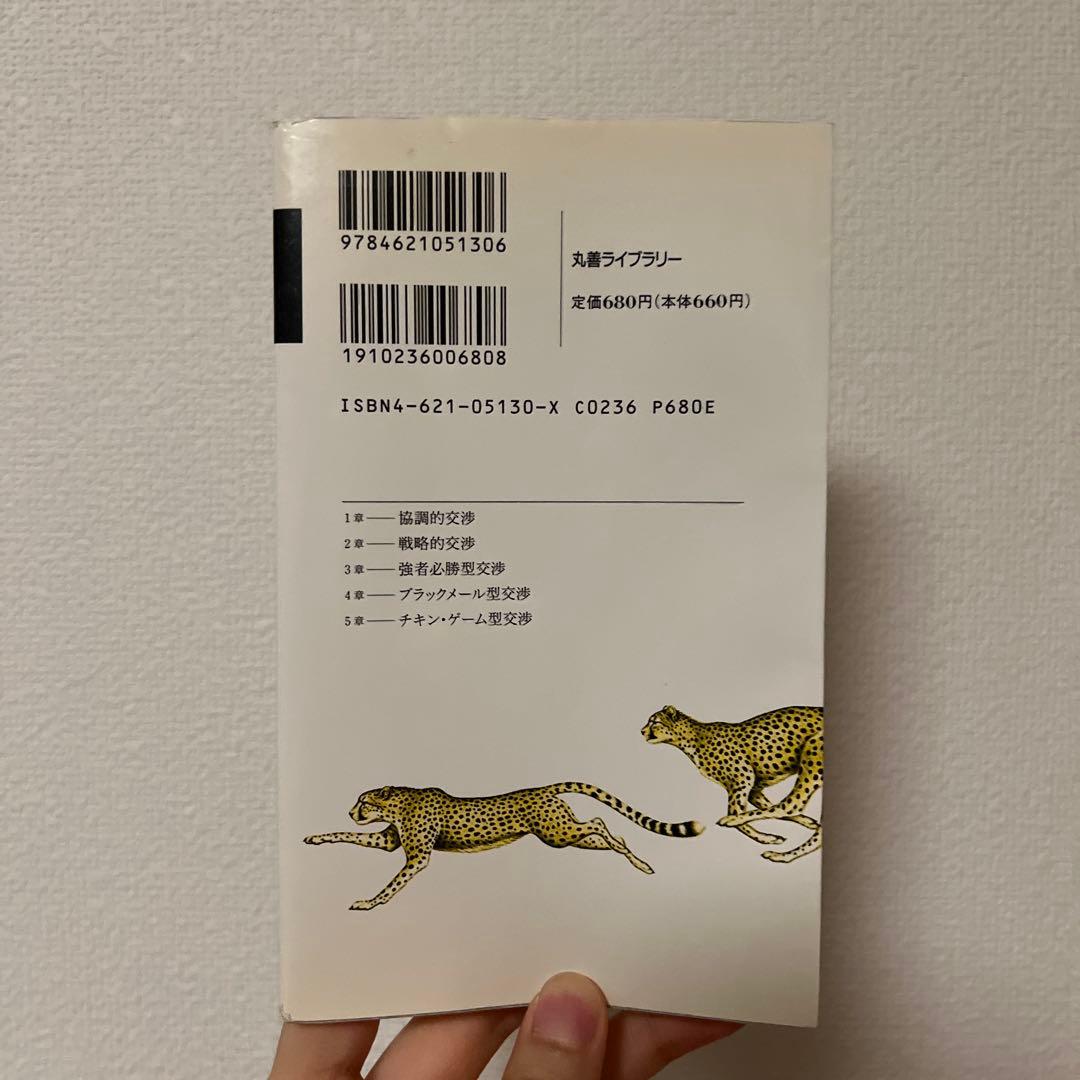 9784621051306
1910236006808
丸善ライブラリー
定価680円(本体660円)
ISBN4-621-05130-X C0236 P680E
1章――協調的交渉
2章――戦略的交渉
3章――強者必勝型交渉
4章――ブラックメール型交渉
5章――チキン・ゲーム型交渉